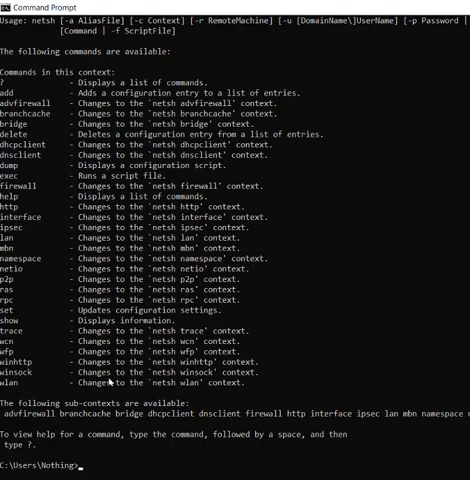 Command Prompt
Usage: netsh [-a AliasFile] [-c Context] [-r RemoteMachine] [-u [DomainName\]UserName] [-p Password |
[Command | -f ScriptFile]
The following commands are available:
Commands in this context:
? - Displays a list of commands.
add - Adds a configuration entry to a list of entries.
advfirewall - Changes to the `netsh advfirewall' context.
branchcache - Changes to the `netsh branchcache' context.
bridge - Changes to the `netsh bridge' context.
delete - Deletes a configuration entry from a list of entries.
dhcpclient - Changes to the `netsh dhcpclient' context.
dnsclient - Changes to the `netsh dnsclient' context.
dump - Displays a configuration script.
exec - Runs a script file.
firewall - Changes to the `netsh firewall' context.
help - Displays a list of commands.
http - Changes to the `netsh http' context.
interface - Changes to the `netsh interface' context.
ipsec - Changes to the `netsh ipsec' context.
lan - Changes to the `netsh lan' context.
mbn - Changes to the `netsh mbn' context.
namespace - Changes to the `netsh namespace' context.
netio - Changes to the `netsh netio' context.
p2p - Changes to the `netsh p2p' context.
ras - Changes to the `netsh ras' context.
rpc - Changes to the `netsh rpc' context.
set - Updates configuration settings.
show - Displays information.
trace - Changes to the `netsh trace' context.
wcn - Changes to the `netsh wcn' context.
wfp - Changes to the `netsh wfp' context.
winhttp - Changes to the `netsh winhttp' context.
winsock - Changes to the `netsh winsock' context.
wlan - Changes to the `netsh wlan' context.
The following sub-contexts are available:
advfirewall branchcache bridge dhcpclient dnsclient firewall http interface ipsec lan mbn namespace n
To view help for a command, type the command, followed by a space, and then
type ?.
C:\Users\Nothing>_